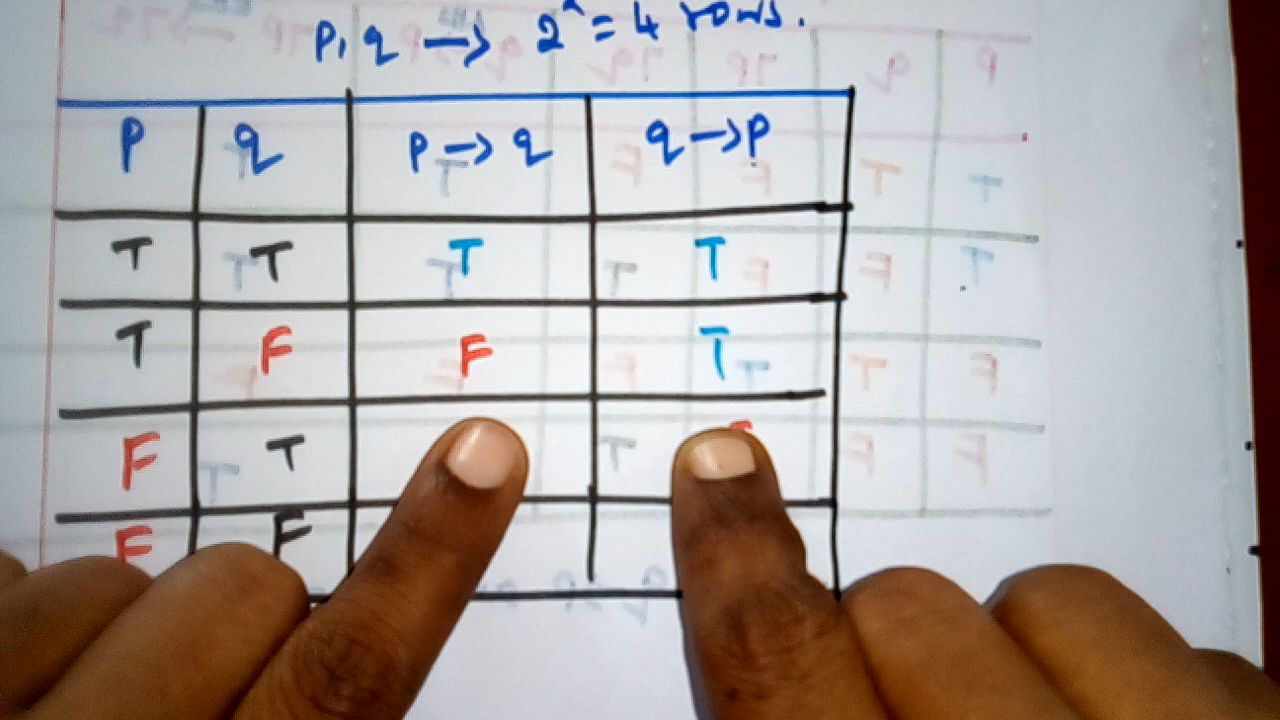 p, q → 2² = 4 rows.
p q p → q q → p
T T T T
T F F T
F T
F F